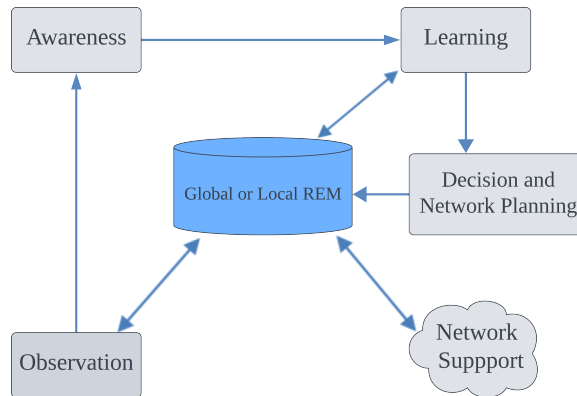 Awareness
Learning
Global or Local REM
Decision and
Network Planning
Observation
Network
Suppport